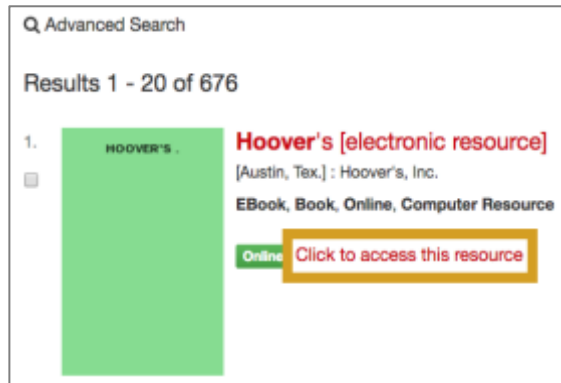 Advanced Search
Results 1 - 20 of 676
1.
HOOVER'S .
Hoover's [electronic resource]
[Austin, Tex.] : Hoover's, Inc.
EBook, Book, Online, Computer Resource
Online Click to access this resource